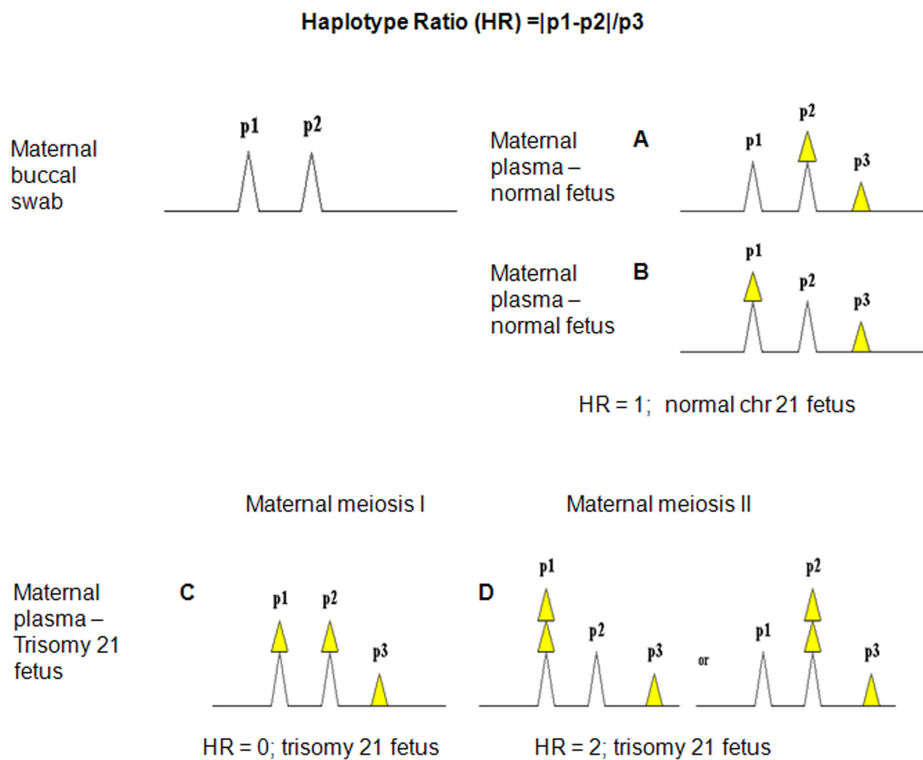 Haplotype Ratio (HR) =|p1-p2|/p3
Maternal
buccal
swab
p1
p2
Maternal
plasma –
normal fetus
A
p1
p2
p3
Maternal
plasma –
normal fetus
B
p1
p2
p3
HR = 1; normal chr 21 fetus
Maternal meiosis I
Maternal meiosis II
Maternal
plasma –
Trisomy 21
fetus
C
p1
p2
p3
D
p1
p2
p3
or
p1
p2
p3
HR = 0; trisomy 21 fetus
HR = 2; trisomy 21 fetus